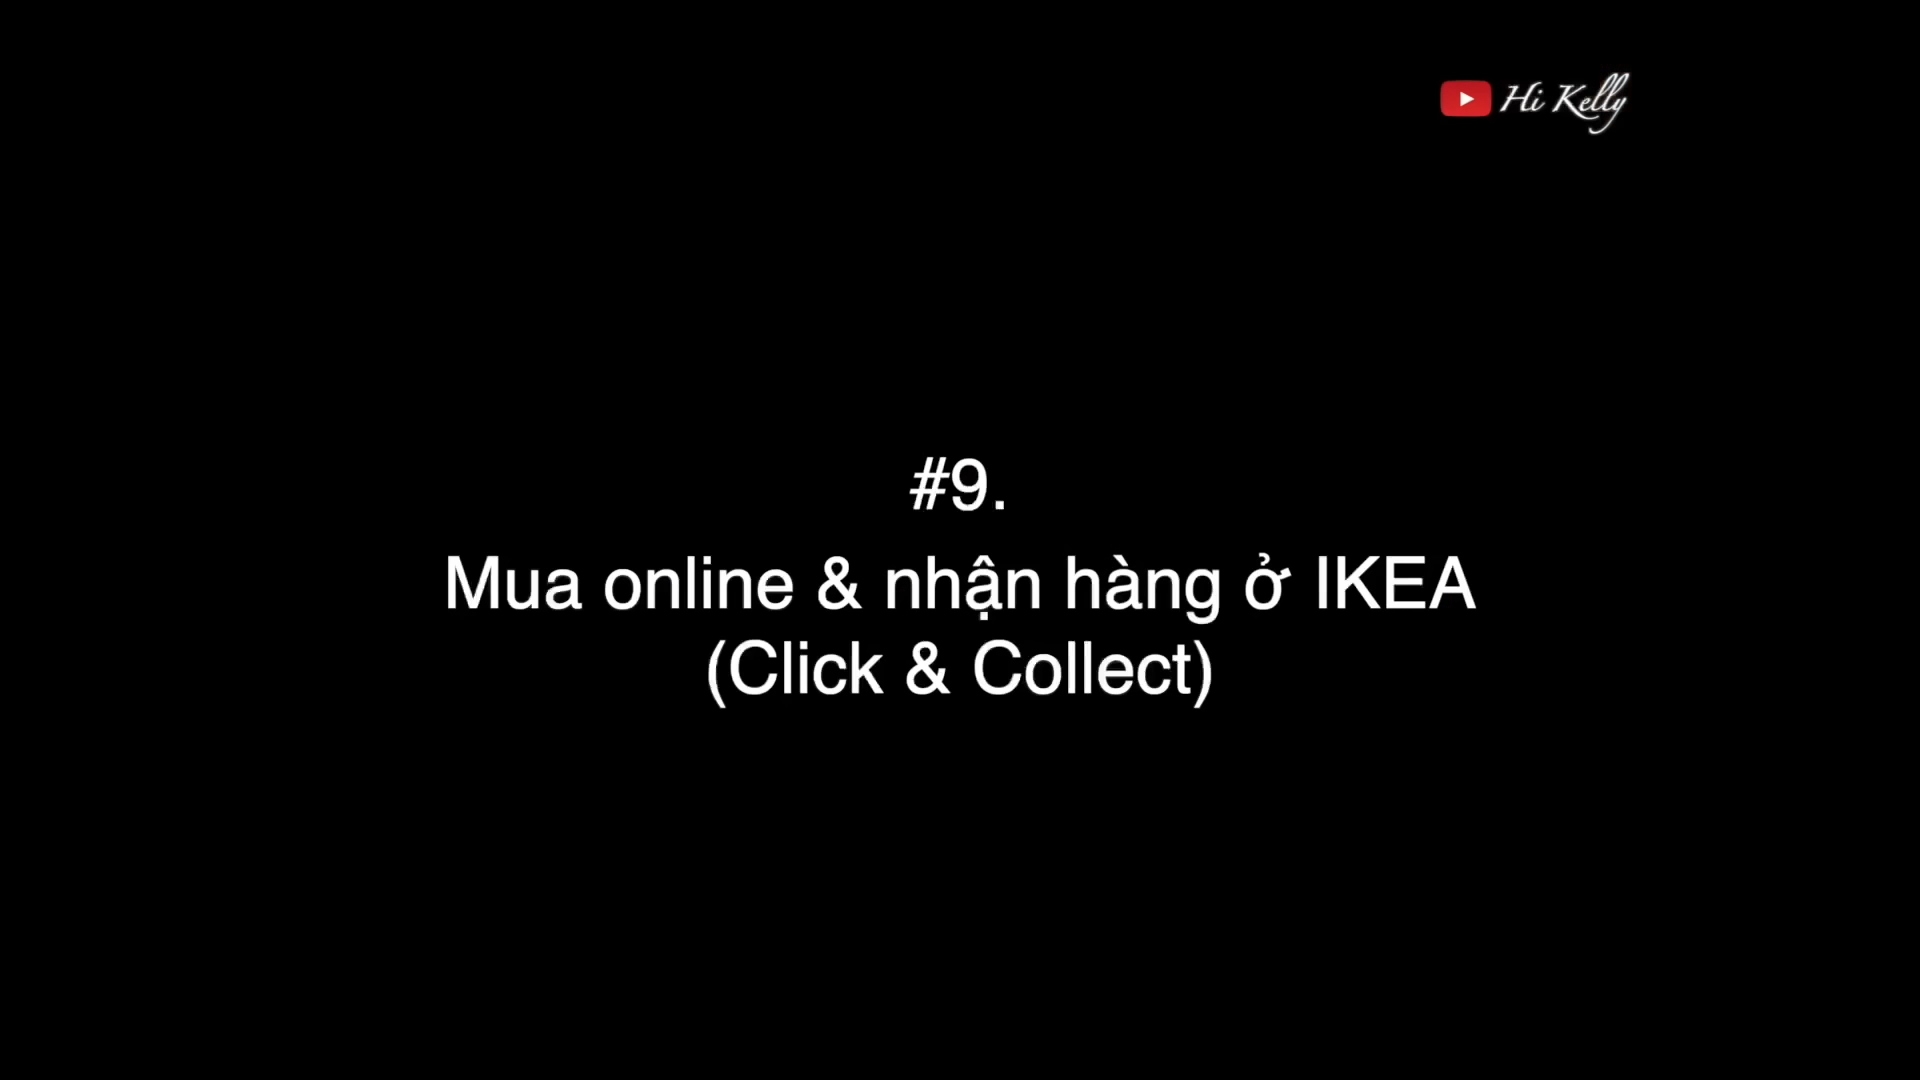 Hi Kelly
#9.
Mua online & nhận hàng ở IKEA
(Click & Collect)